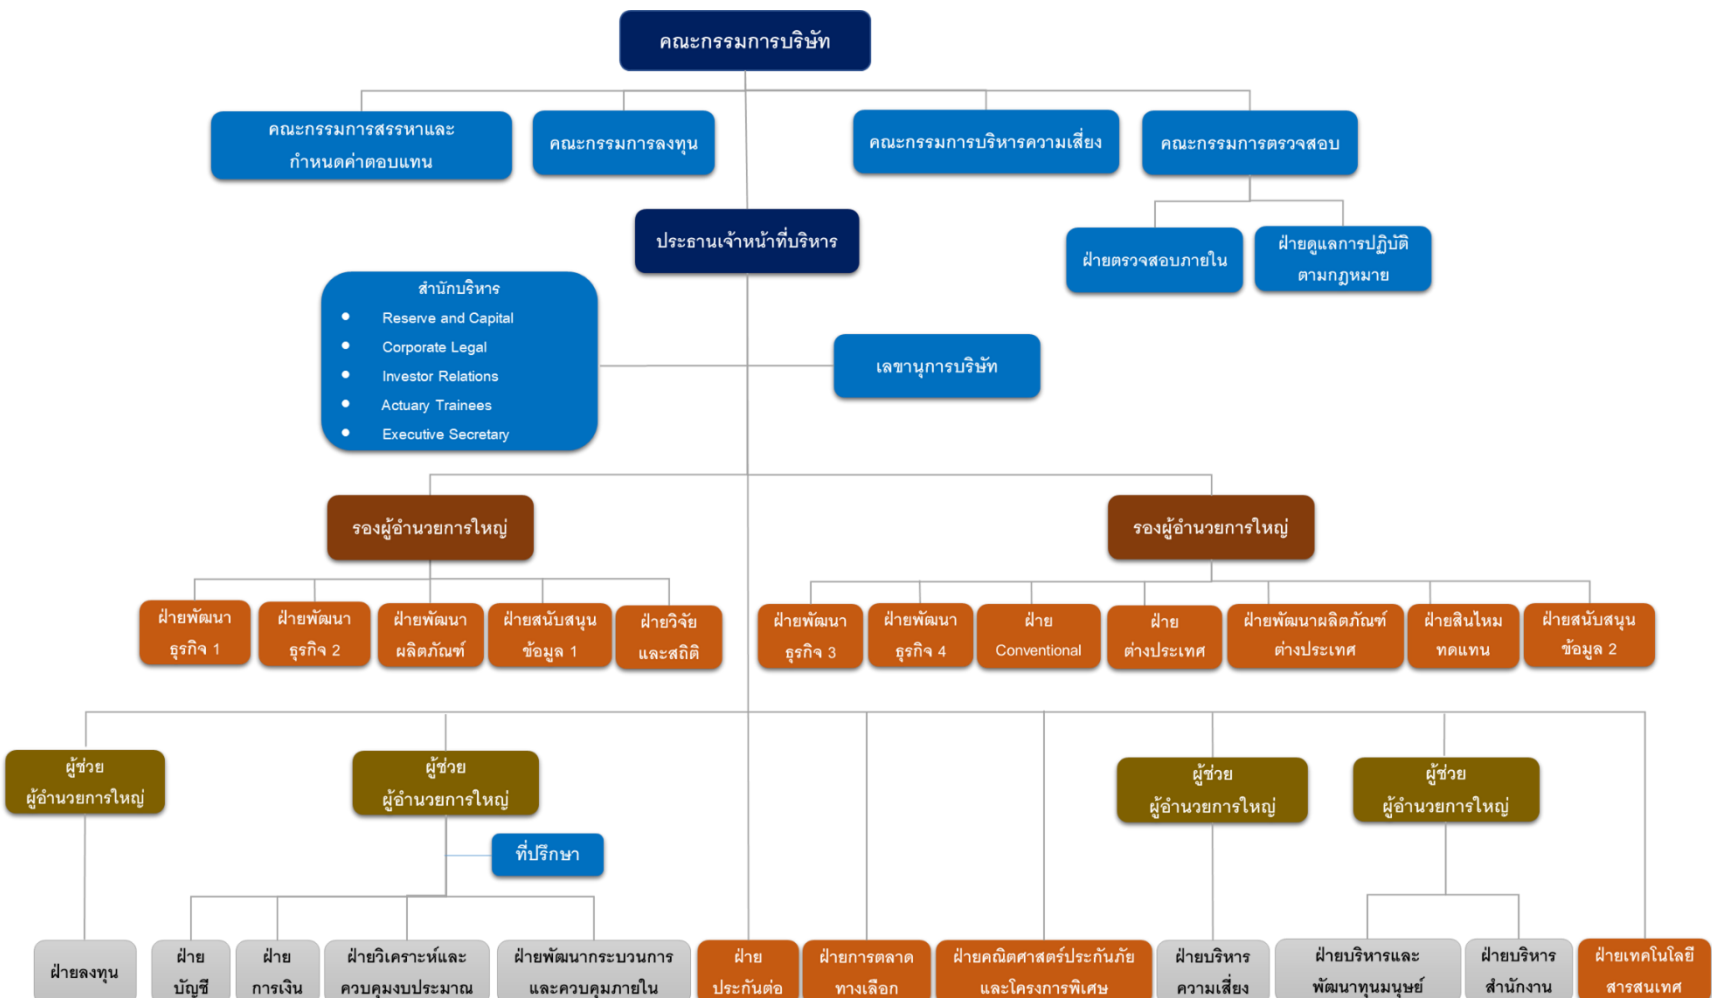 คณะกรรมการบริษัท
คณะกรรมการสรรหาและ
กำหนดค่าตอบแทน
คณะกรรมการลงทุน
คณะกรรมการบริหารความเสี่ยง
คณะกรรมการตรวจสอบ
ประธานเจ้าหน้าที่บริหาร
ฝ่ายตรวจสอบภายใน
ฝ่ายดูแลการปฏิบัติ
ตามกฎหมาย
สำนักบริหาร
• Reserve and Capital
• Corporate Legal
• Investor Relations
• Actuary Trainees
• Executive Secretary
เลขานุการบริษัท
รองผู้อำนวยการใหญ่
รองผู้อำนวยการใหญ่
ฝ่ายพัฒนา
ธุรกิจ 1
ฝ่ายพัฒนา
ธุรกิจ 2
ฝ่ายพัฒนา
ผลิตภัณฑ์
ฝ่ายสนับสนุน
ข้อมูล 1
ฝ่ายวิจัย
และสถิติ
ฝ่ายพัฒนา
ธุรกิจ 3
ฝ่ายพัฒนา
ธุรกิจ 4
ฝ่าย
Conventional
ฝ่าย
ต่างประเทศ
ฝ่ายพัฒนาผลิตภัณฑ์
ต่างประเทศ
ฝ่ายสินไหม
ทดแทน
ฝ่ายสนับสนุน
ข้อมูล 2
ผู้ช่วย
ผู้อำนวยการใหญ่
ผู้ช่วย
ผู้อำนวยการใหญ่
ผู้ช่วย
ผู้อำนวยการใหญ่
ผู้ช่วย
ผู้อำนวยการใหญ่
ที่ปรึกษา
ฝ่ายลงทุน
ฝ่าย
บัญชี
ฝ่าย
การเงิน
ฝ่ายวิเคราะห์และ
ควบคุมงบประมาณ
ฝ่ายพัฒนากระบวนการ
และควบคุมภายใน
ฝ่าย
ประกันต่อ
ฝ่ายการตลาด
ทางเลือก
ฝ่ายคณิตศาสตร์ประกันภัย
และโครงการพิเศษ
ฝ่ายบริหาร
ความเสี่ยง
ฝ่ายบริหารและ
พัฒนาทุนมนุษย์
ฝ่ายบริหาร
สำนักงาน
ฝ่ายเทคโนโลยี
สารสนเทศ